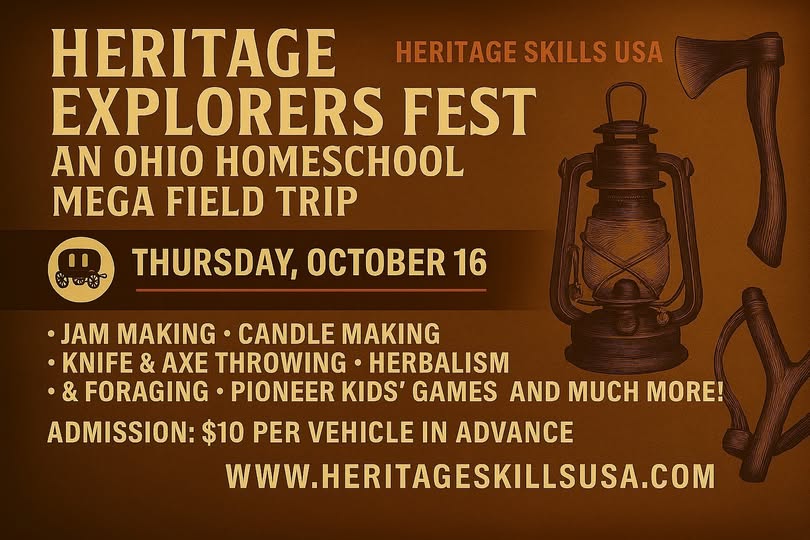 HERITAGE
EXPLORERS FEST
HERITAGE SKILLS USA
AN OHIO HOMESCHOOL
MEGA FIELD TRIP
THURSDAY, OCTOBER 16
• JAM MAKING • CANDLE MAKING
• KNIFE & AXE THROWING • HERBALISM
• & FORAGING • PIONEER KIDS’ GAMES AND MUCH MORE!
ADMISSION: $10 PER VEHICLE IN ADVANCE
WWW.HERITAGESKILLSUSA.COM